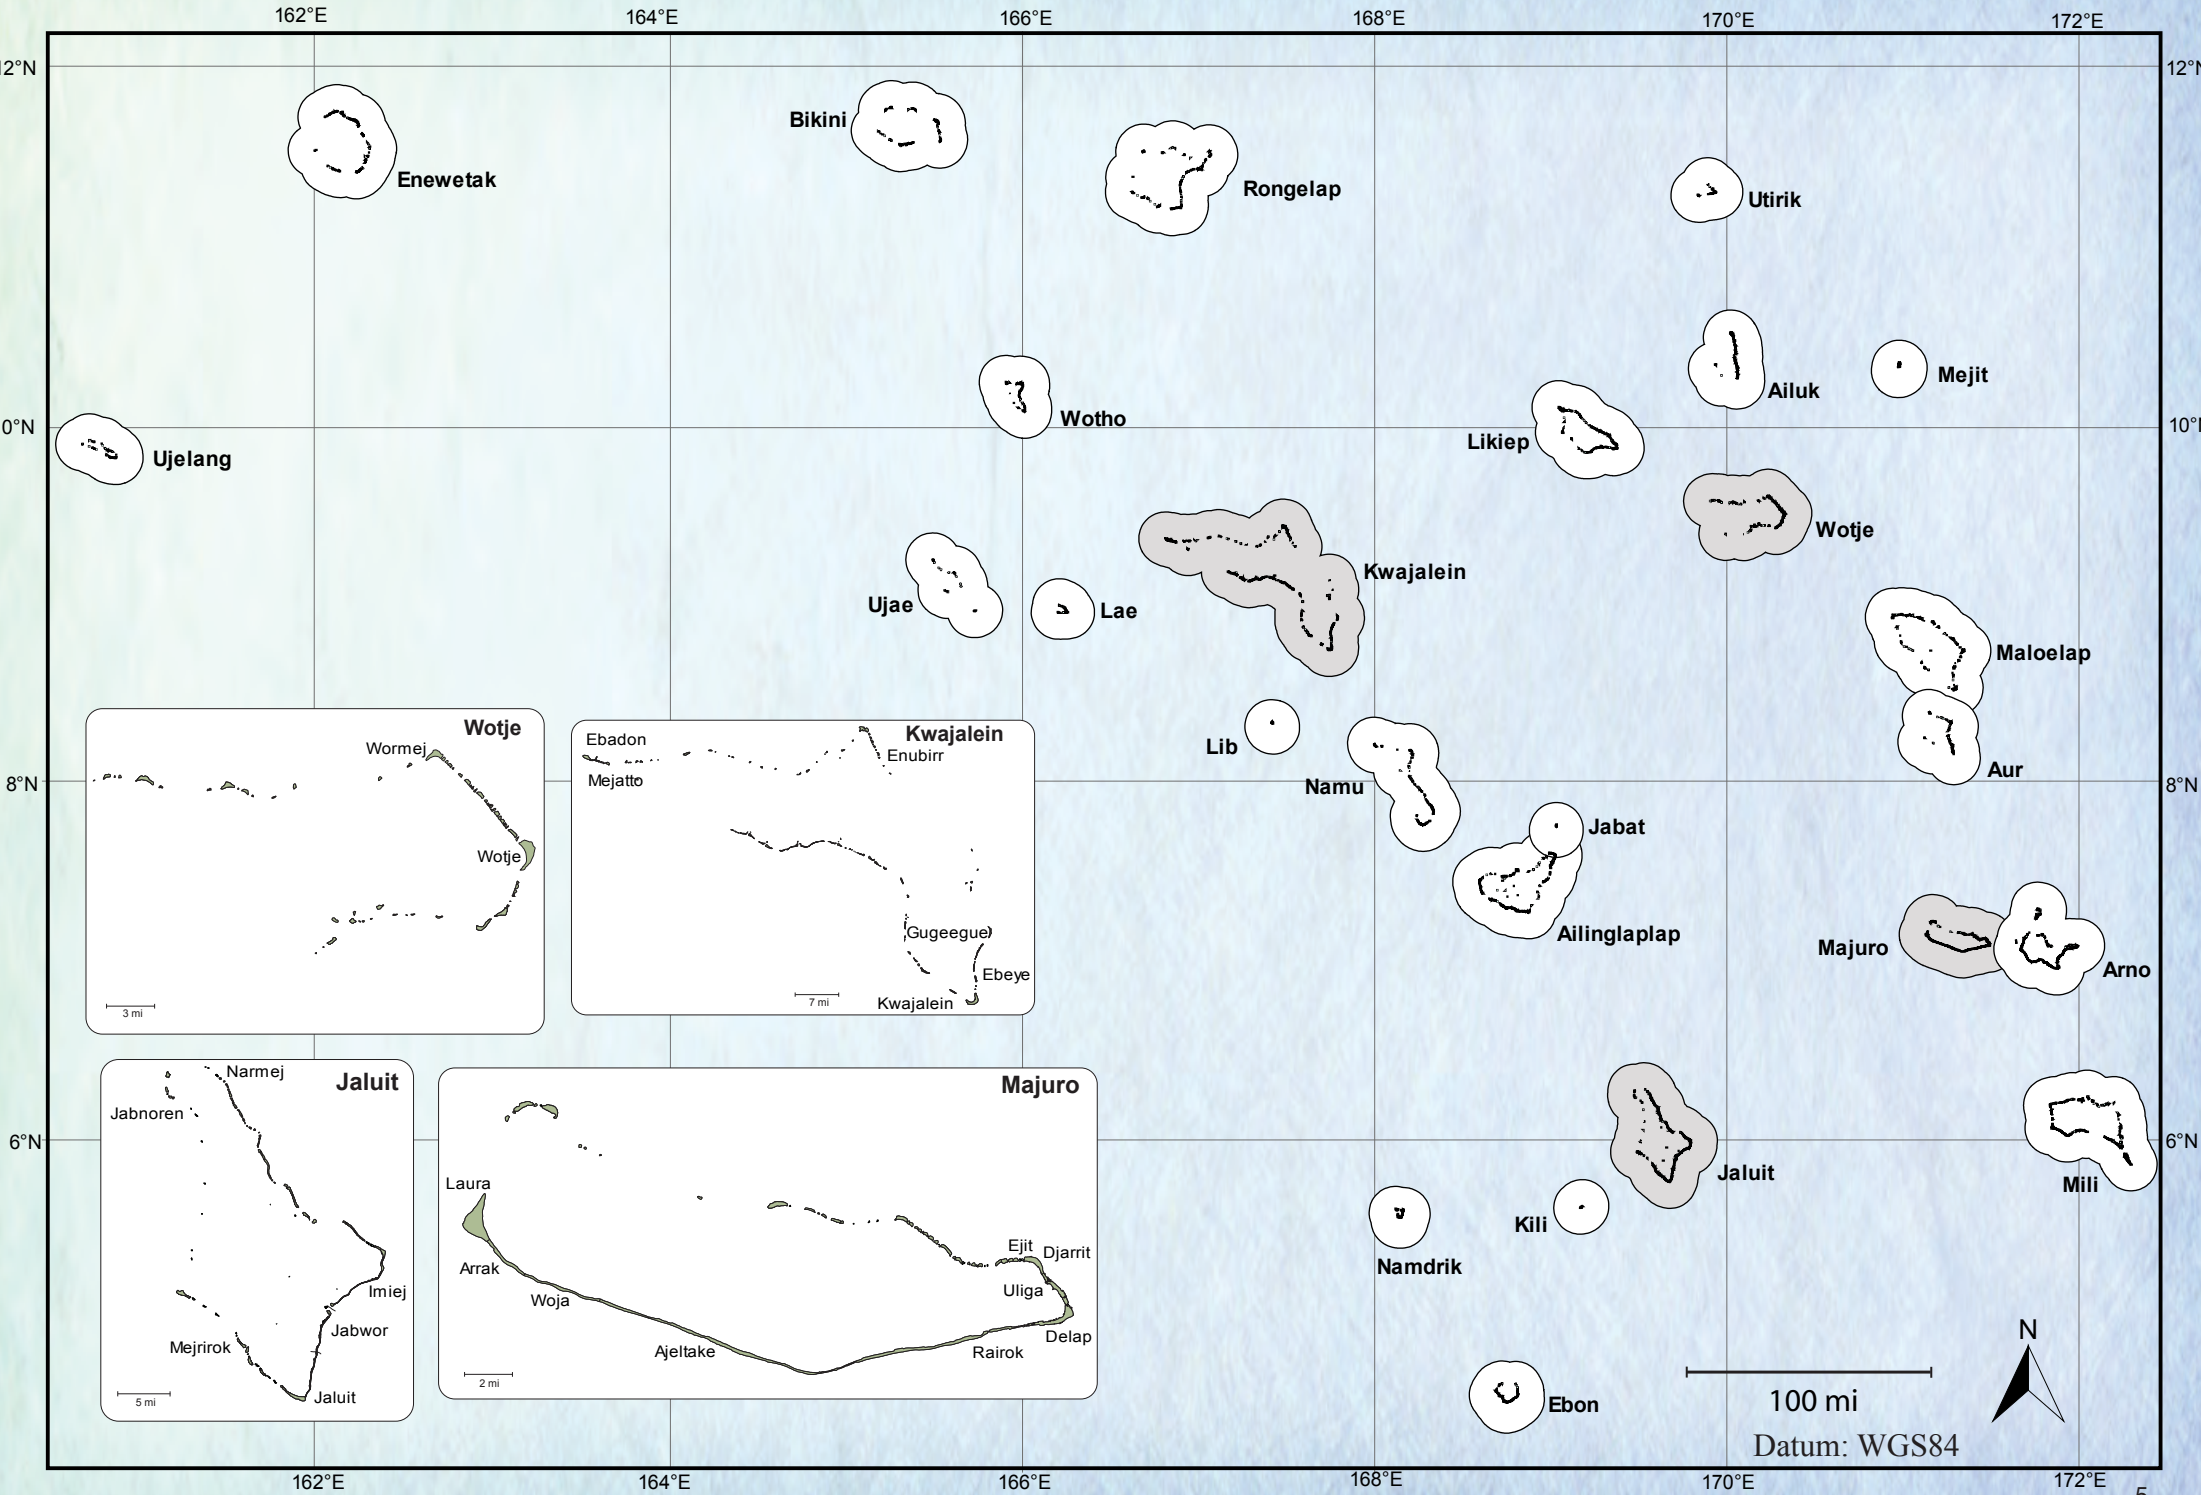 162°E
164°E
166°E
168°E
170°E
172°E
12°N
12°N
Bikini
Enewetak
Rongelap
Utirik
Ailuk
Mejit
Wotho
0°N
10°N
Likiep
Ujelang
Wotje
Kwajalein
Ujae
Lae
Maloelap
Lib
Aur
Namu
8°N
8°N
Jabat
Ailinglaplap
Majuro
Arno
6°N
6°N
Jaluit
Mili
Kili
Namdrik
Ebon
Wotje
Wormej
Wotje
3 mi
Kwajalein
Ebadon
Enubirr
Mejatto
Gugeegue
Ebeye
Kwajalein
7 mi
Jaluit
Narmej
Jabnoren
Imiej
Jabwor
Mejrirok
Jaluit
5 mi
Majuro
Laura
Ejit
Djarrit
Arrak
Uliga
Woja
Delap
Ajeltake
Rairok
2 mi
N
100 mi
Datum: WGS84
162°E
164°E
166°E
168°E
170°E
172°E